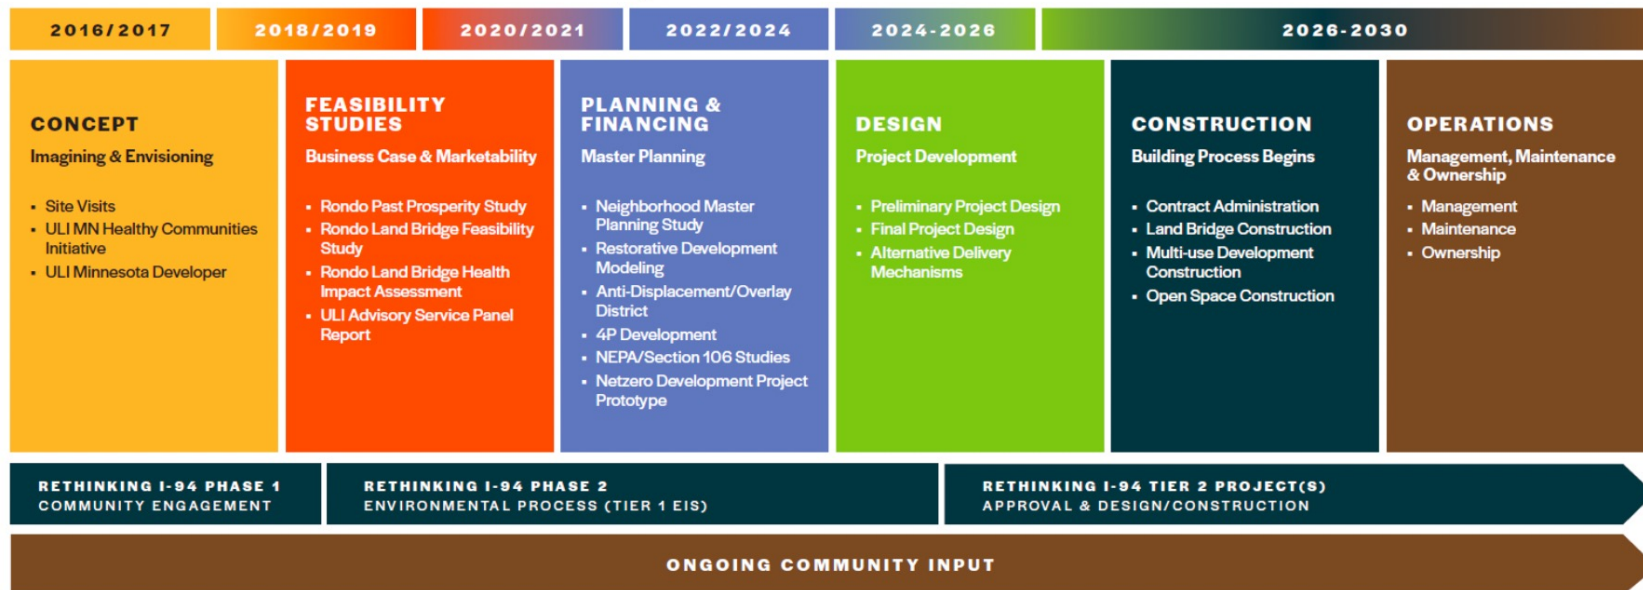 2016/2017
2018/2019
2020/2021
2022/2024
2024-2026
2026-2030
CONCEPT
Imagining & Envisioning
▪ Site Visits
▪ ULI MN Healthy Communities
Initiative
▪ ULI Minnesota Developer
FEASIBILITY
STUDIES
Business Case & Marketability
▪ Rondo Past Prosperity Study
▪ Rondo Land Bridge Feasibility
Study
▪ Rondo Land Bridge Health
Impact Assessment
▪ ULI Advisory Service Panel
Report
PLANNING &
FINANCING
Master Planning
▪ Neighborhood Master
Planning Study
▪ Restorative Development
Modeling
▪ Anti-Displacement/Overlay
District
▪ 4P Development
▪ NEPA/Section 106 Studies
▪ Netzero Development Project
Prototype
DESIGN
Project Development
▪ Preliminary Project Design
▪ Final Project Design
▪ Alternative Delivery
Mechanisms
CONSTRUCTION
Building Process Begins
▪ Contract Administration
▪ Land Bridge Construction
▪ Multi-use Development
Construction
▪ Open Space Construction
OPERATIONS
Management, Maintenance
& Ownership
▪ Management
▪ Maintenance
▪ Ownership
RETHINKING I-94 PHASE 1
COMMUNITY ENGAGEMENT
RETHINKING I-94 PHASE 2
ENVIRONMENTAL PROCESS (TIER 1 EIS)
RETHINKING I-94 TIER 2 PROJECT(S)
APPROVAL & DESIGN/CONSTRUCTION
ONGOING COMMUNITY INPUT